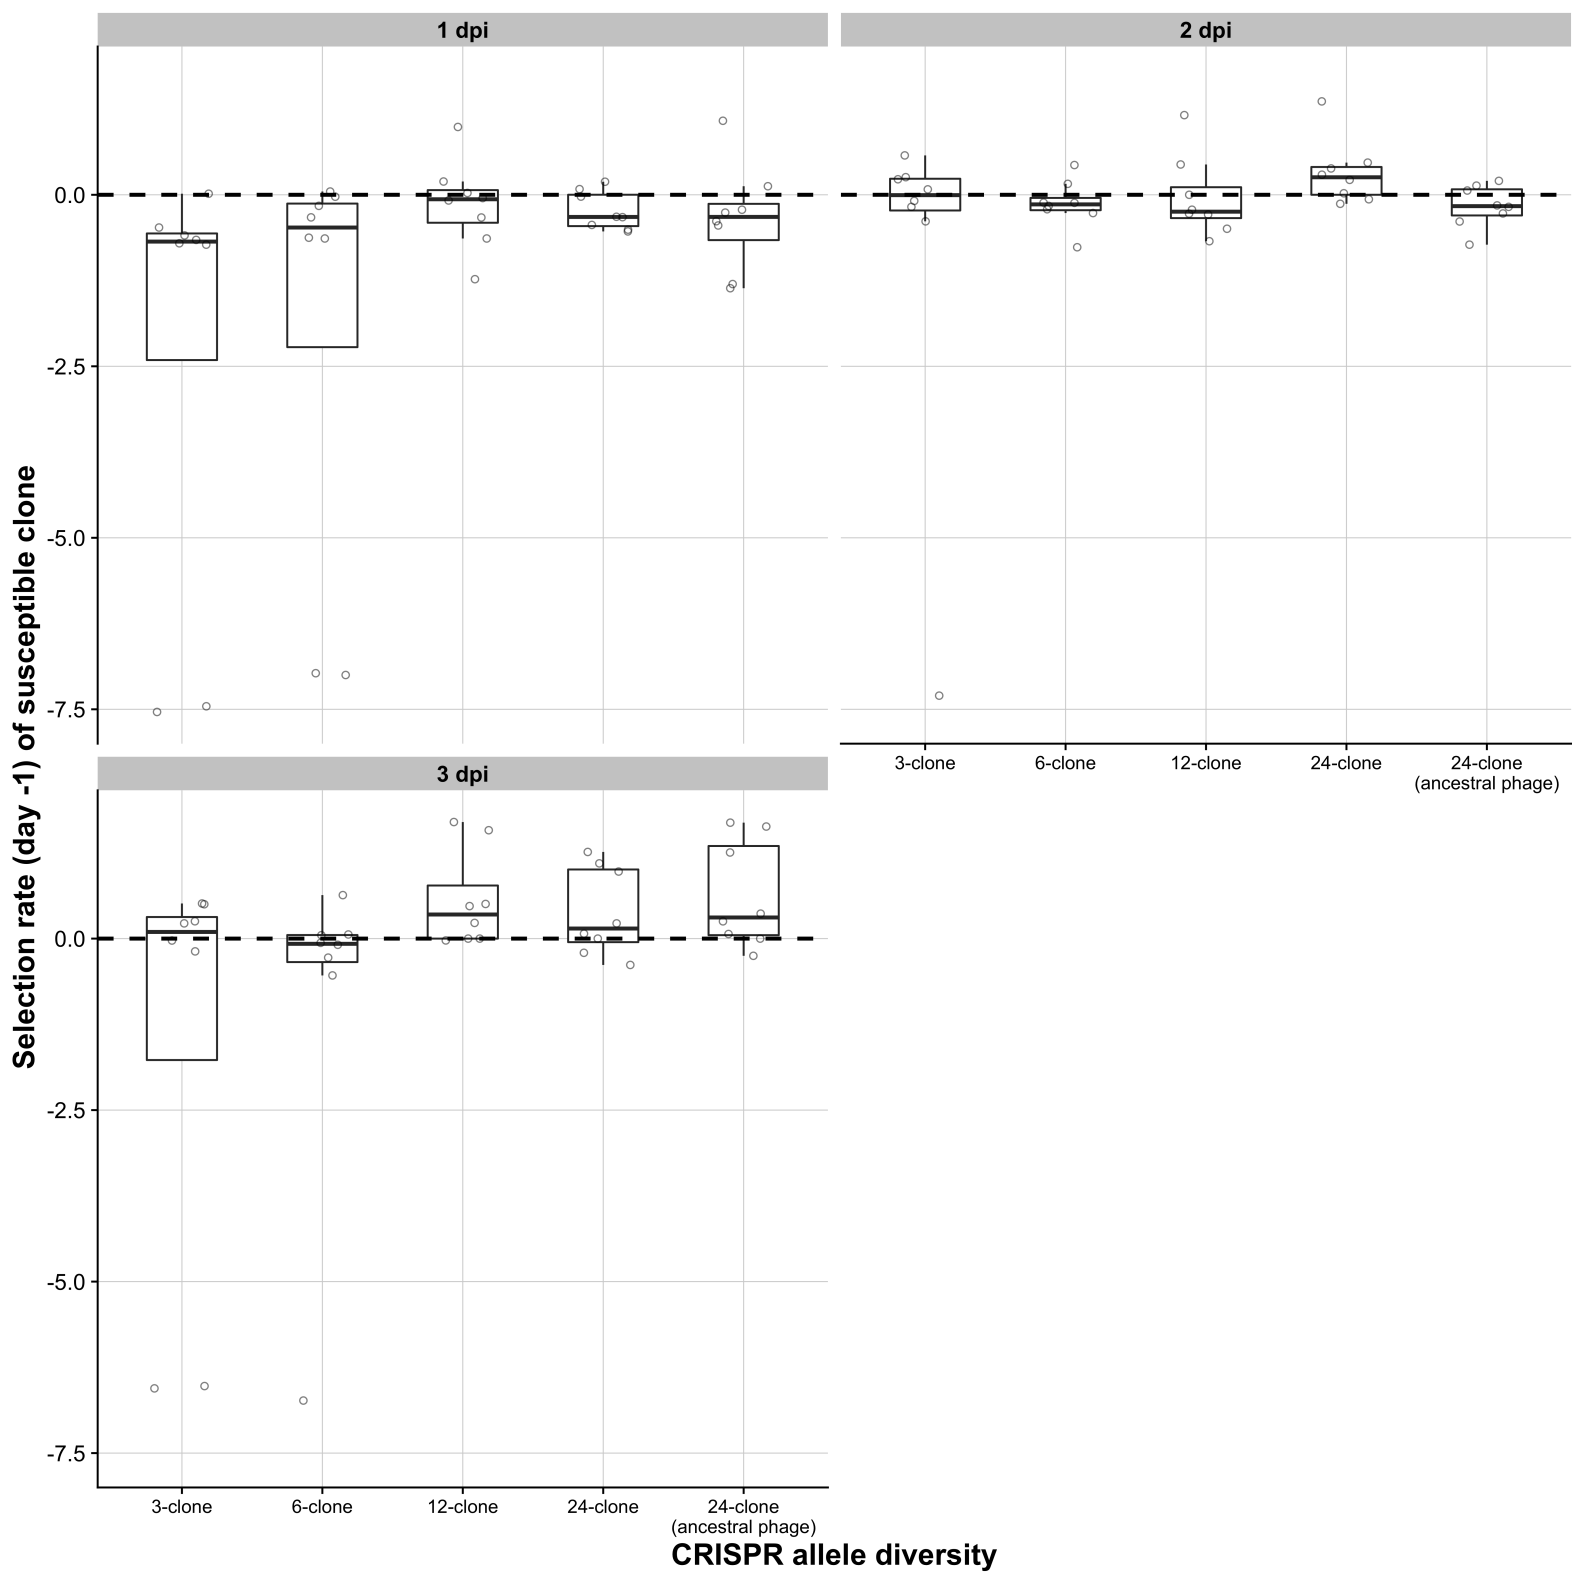 1 dpi
2 dpi
0.0
-2.5
-5.0
-7.5
3-clone
6-clone
12-clone
24-clone
24-clone
(ancestral phage)
3 dpi
0.0
-2.5
-5.0
-7.5
3-clone
6-clone
12-clone
24-clone
24-clone
(ancestral phage)
CRISPR allele diversity
Selection rate (day -1) of susceptible clone